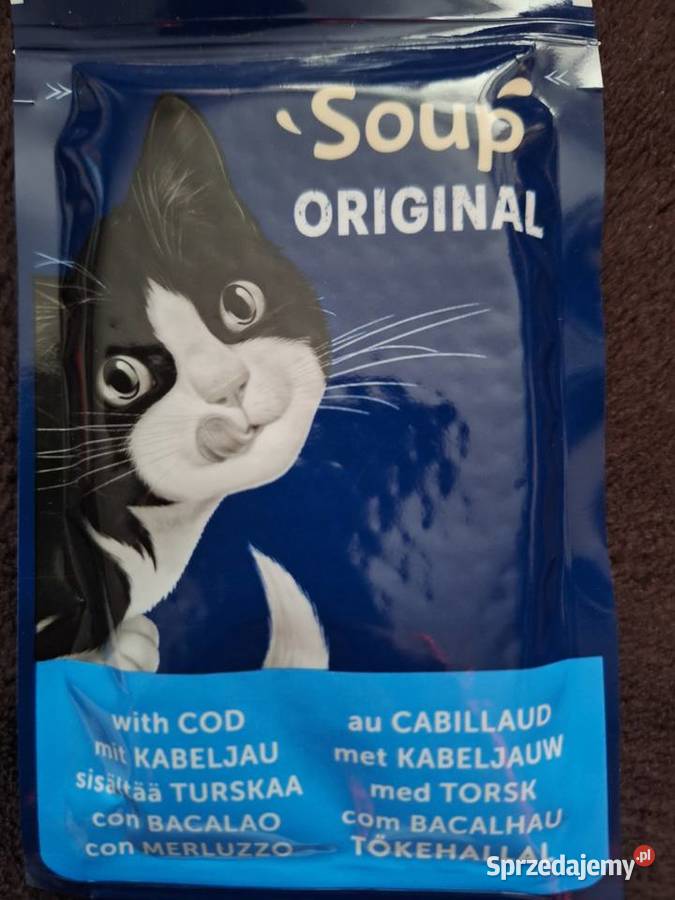 Soup
ORIGINAL
with COD
mit KABELJAU
sisältää TURSKAA
con BACALAO
con MERLUZZO
au CABILLAUD
met KABELJAUW
med TORSK
com BACALHAU
TŐKEHALLAL
Sprzedajemy.pl